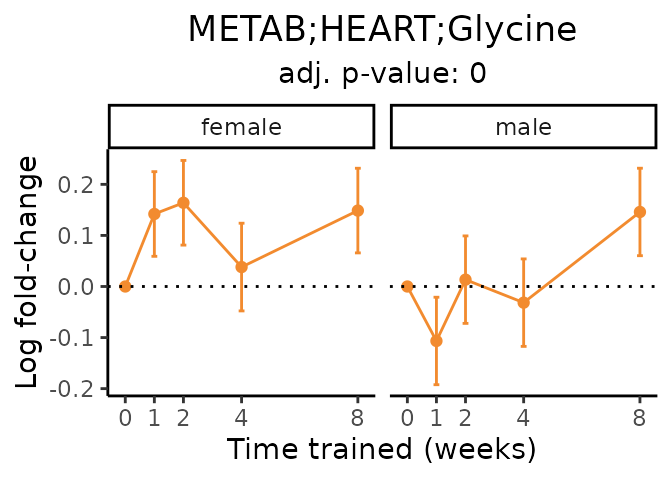 METAB;HEART;Glycine
adj. p-value: 0
female
male
Log fold-change
0.2
0.1
0.0
-0.1
-0.2
0 1 2 4 8
0 1 2 4 8
Time trained (weeks)